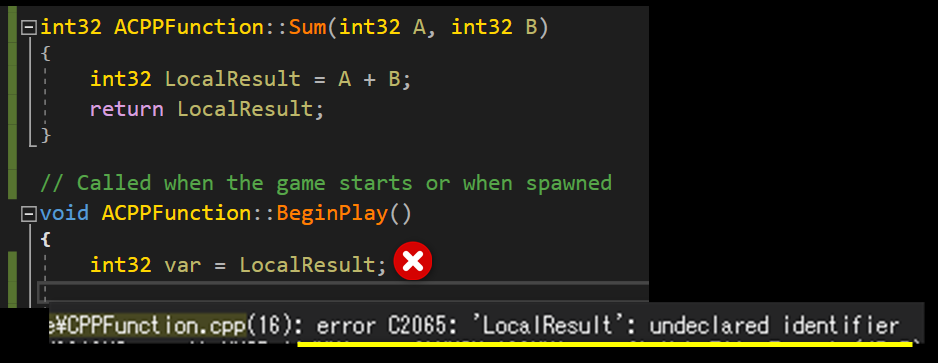 int32 ACPPFunction::Sum(int32 A, int32 B)
{
int32 LocalResult = A + B;
return LocalResult;
}
// Called when the game starts or when spawned
void ACPPFunction::BeginPlay()
{
int32 var = LocalResult;
e¥CPPFunction.cpp(16): error C2065: 'LocalResult': undeclared identifier